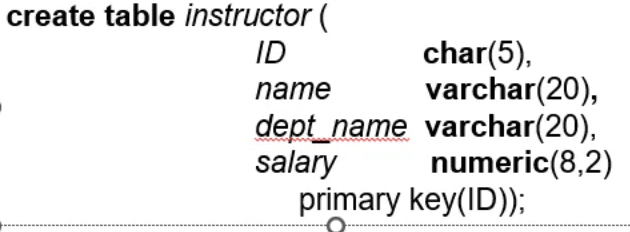 create table instructor (
ID char(5),
name varchar(20),
dept_name varchar(20),
salary numeric(8,2)
primary key(ID));